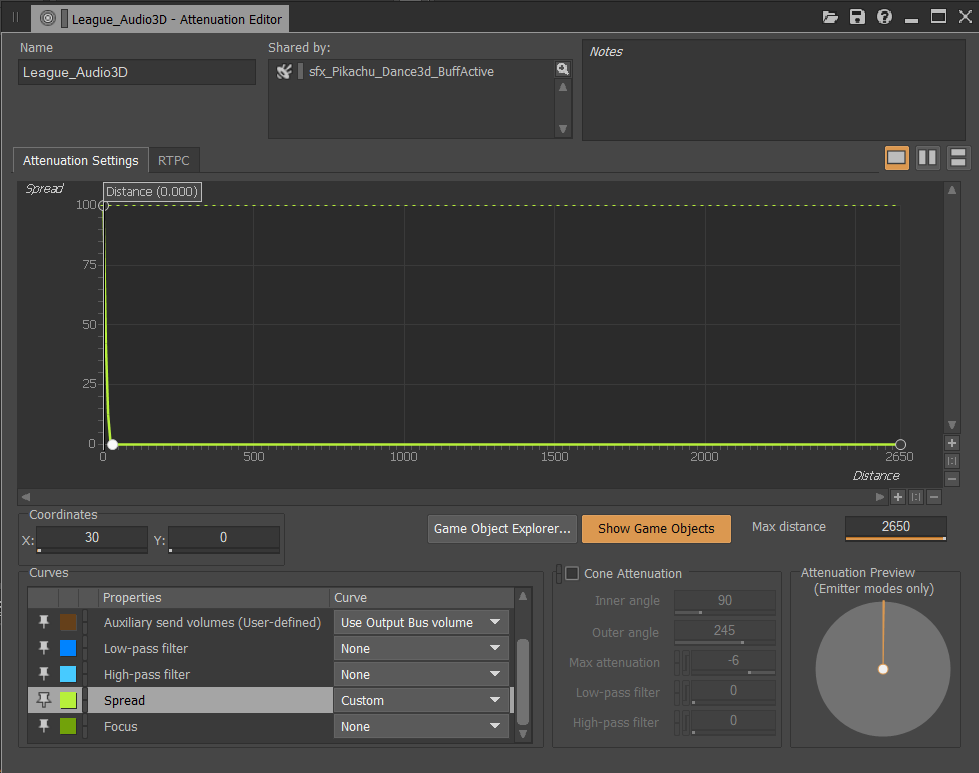 League_Audio3D - Attenuation Editor
Name
Shared by:
Notes
League_Audio3D
sfx_Pikachu_Dance3d_BuffActive
Attenuation Settings
RTPC
Spread
Distance (0.000)
100
75
50
25
0
0
500
1000
1500
2000
2650
Distance
Coordinates
X:
30
Y:
0
Game Object Explorer...
Show Game Objects
Max distance
2650
Curves
Properties
Curve
Auxiliary send volumes (User-defined)
Use Output Bus volume
Low-pass filter
None
High-pass filter
None
Spread
Custom
Focus
None
Cone Attenuation
Inner angle
90
Outer angle
245
Max attenuation
-6
Low-pass filter
0
High-pass filter
0
Attenuation Preview
(Emitter modes only)